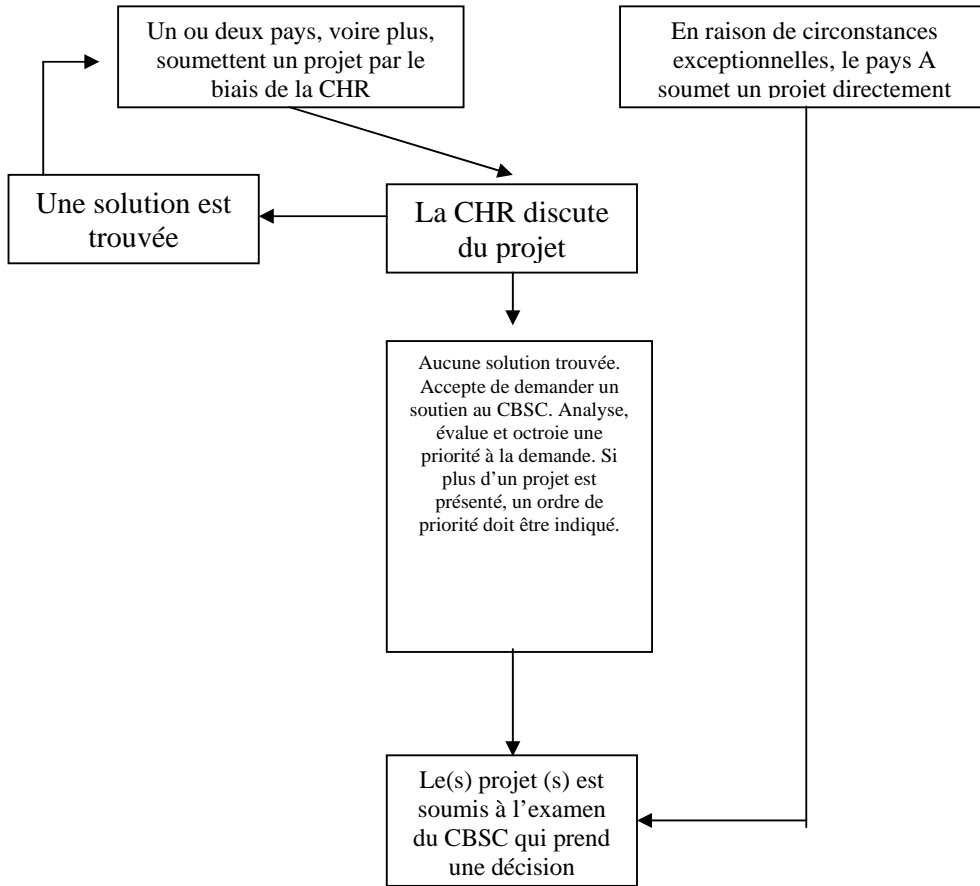 Un ou deux pays, voire plus,
soumettent un projet par le
biais de la CHR
En raison de circonstances
exceptionnelles, le pays A
soumet un projet directement
Une solution est
trouvée
La CHR discute
du projet
Aucune solution trouvée.
Accepte de demander un
soutien au CBSC. Analyse,
évalue et octroie une
priorité à la demande. Si
plus d’un projet est
présenté, un ordre de
priorité doit être indiqué.
Le(s) projet (s) est
soumis à l’examen
du CBSC qui prend
une décision